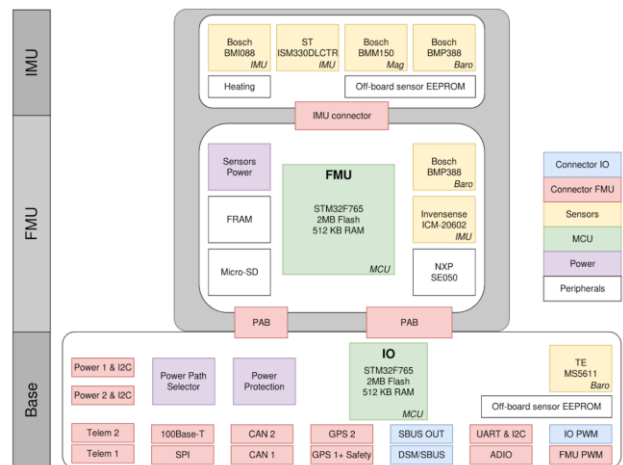 IMU
Bosch
BMI088
IMU
ST
ISM330DLCTR
IMU
Bosch
BMM150
Mag
Bosch
BMP388
Baro
Heating
Off-board sensor EEPROM
IMU connector
FMU
Sensors
Power
FMU
STM32F765
2MB Flash
512 KB RAM
MCU
Bosch
BMP388
Baro
FRAM
Invensense
ICM-20602
IMU
Micro-SD
NXP
SE050
Connector IO
Connector FMU
Sensors
MCU
Power
Peripherals
PAB
PAB
Base
Power 1 & I2C
Power 2 & I2C
Power Path
Selector
Power
Protection
IO
STM32F765
2MB Flash
512 KB RAM
MCU
TE
MS5611
Baro
Off-board sensor EEPROM
Telem 2
100Base-T
CAN 2
GPS 2
SBUS OUT
UART & I2C
IO PWM
Telem 1
SPI
CAN 1
GPS 1+ Safety
DSM/SBUS
ADIO
FMU PWM